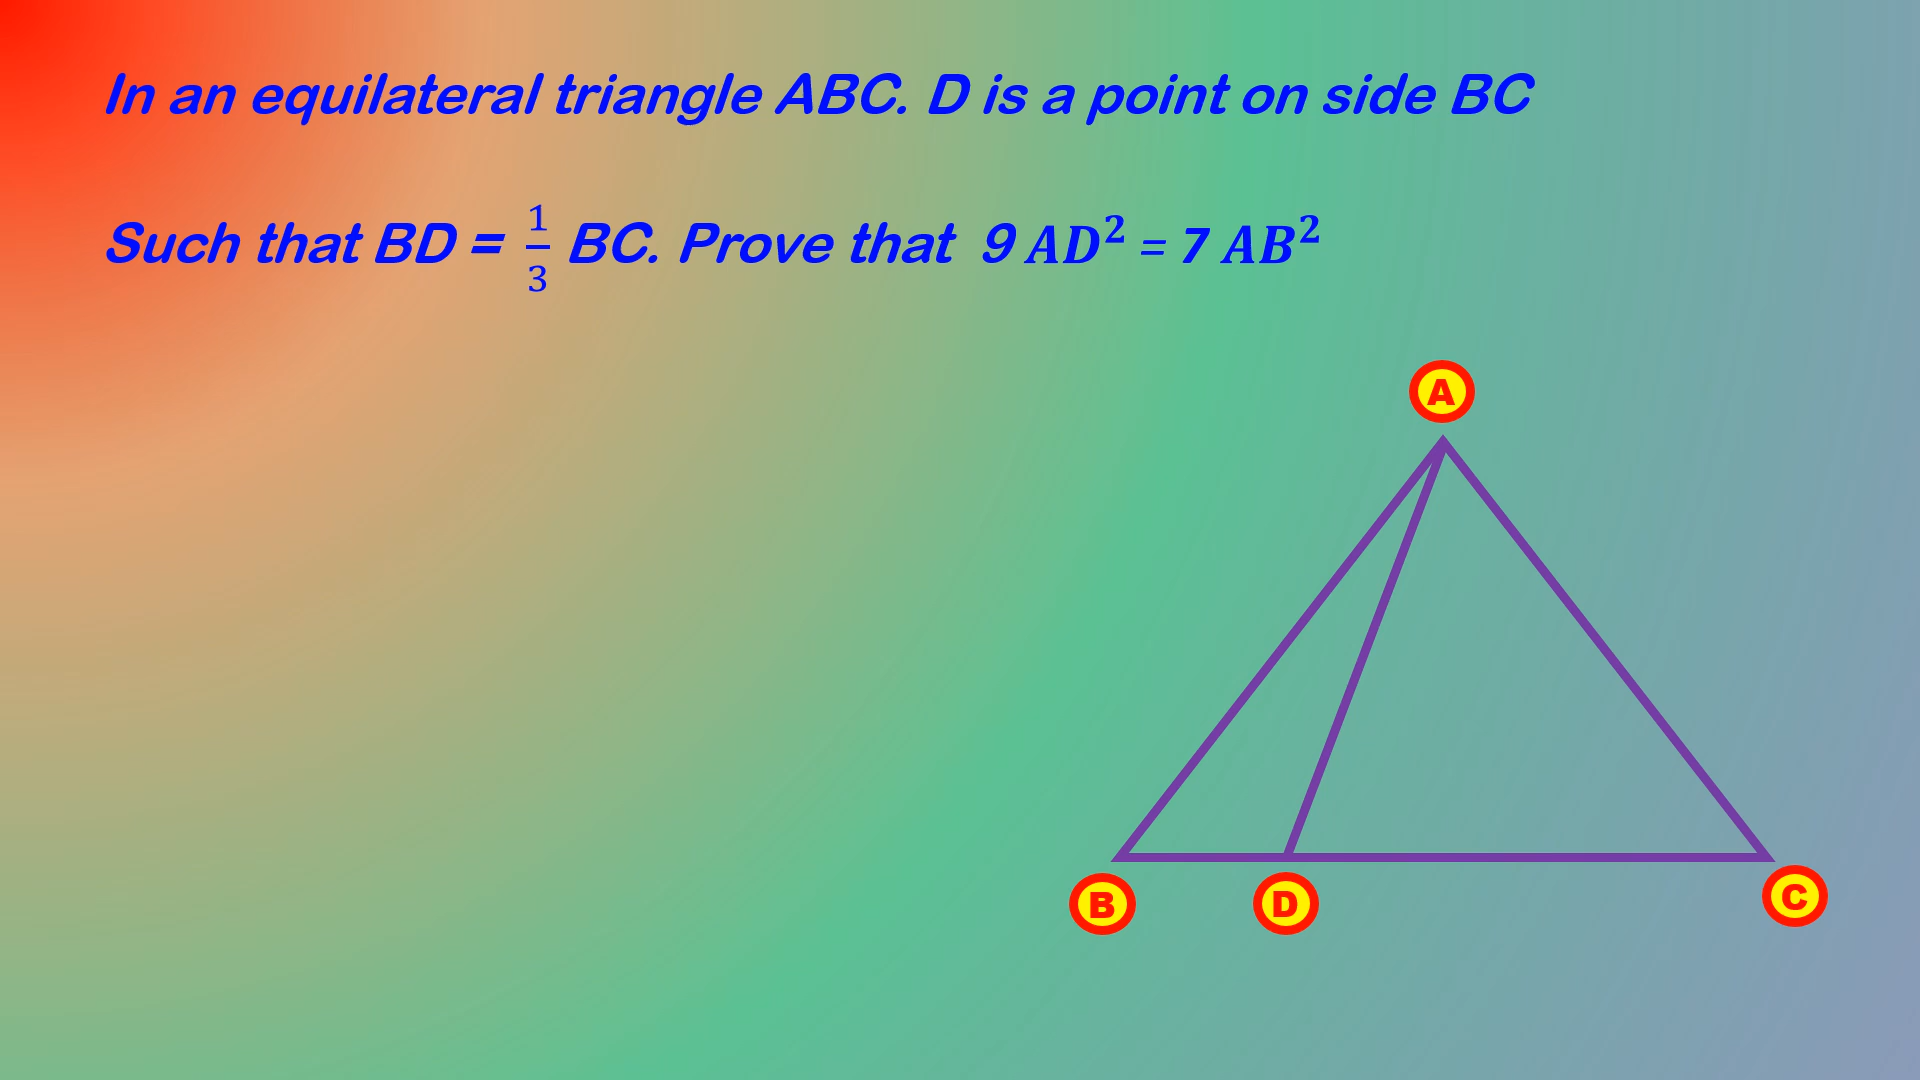 In an equilateral triangle ABC. D is a point on side BC
Such that BD = 1/3 BC. Prove that 9 AD² = 7 AB²
A
B
D
C